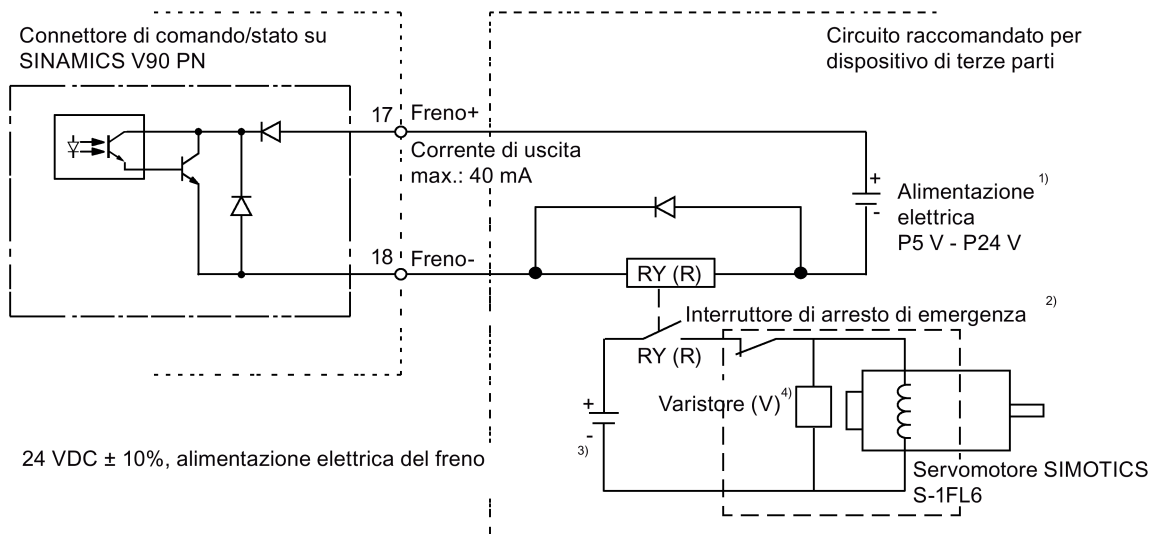 Connettore di comando/stato su
SINAMICS V90 PN
Circuito raccomandato per
dispositivo di terze parti
17
Freno+
Corrente di uscita
max.: 40 mA
+
-
Alimentazione 1)
elettrica
P5 V - P24 V
18
Freno-
RY (R)
Interruttore di arresto di emergenza 2)
RY (R)
+
-
3)
Varistore (V) 4)
24 VDC ± 10%, alimentazione elettrica del freno
Servomotore SIMOTICS
S-1FL6